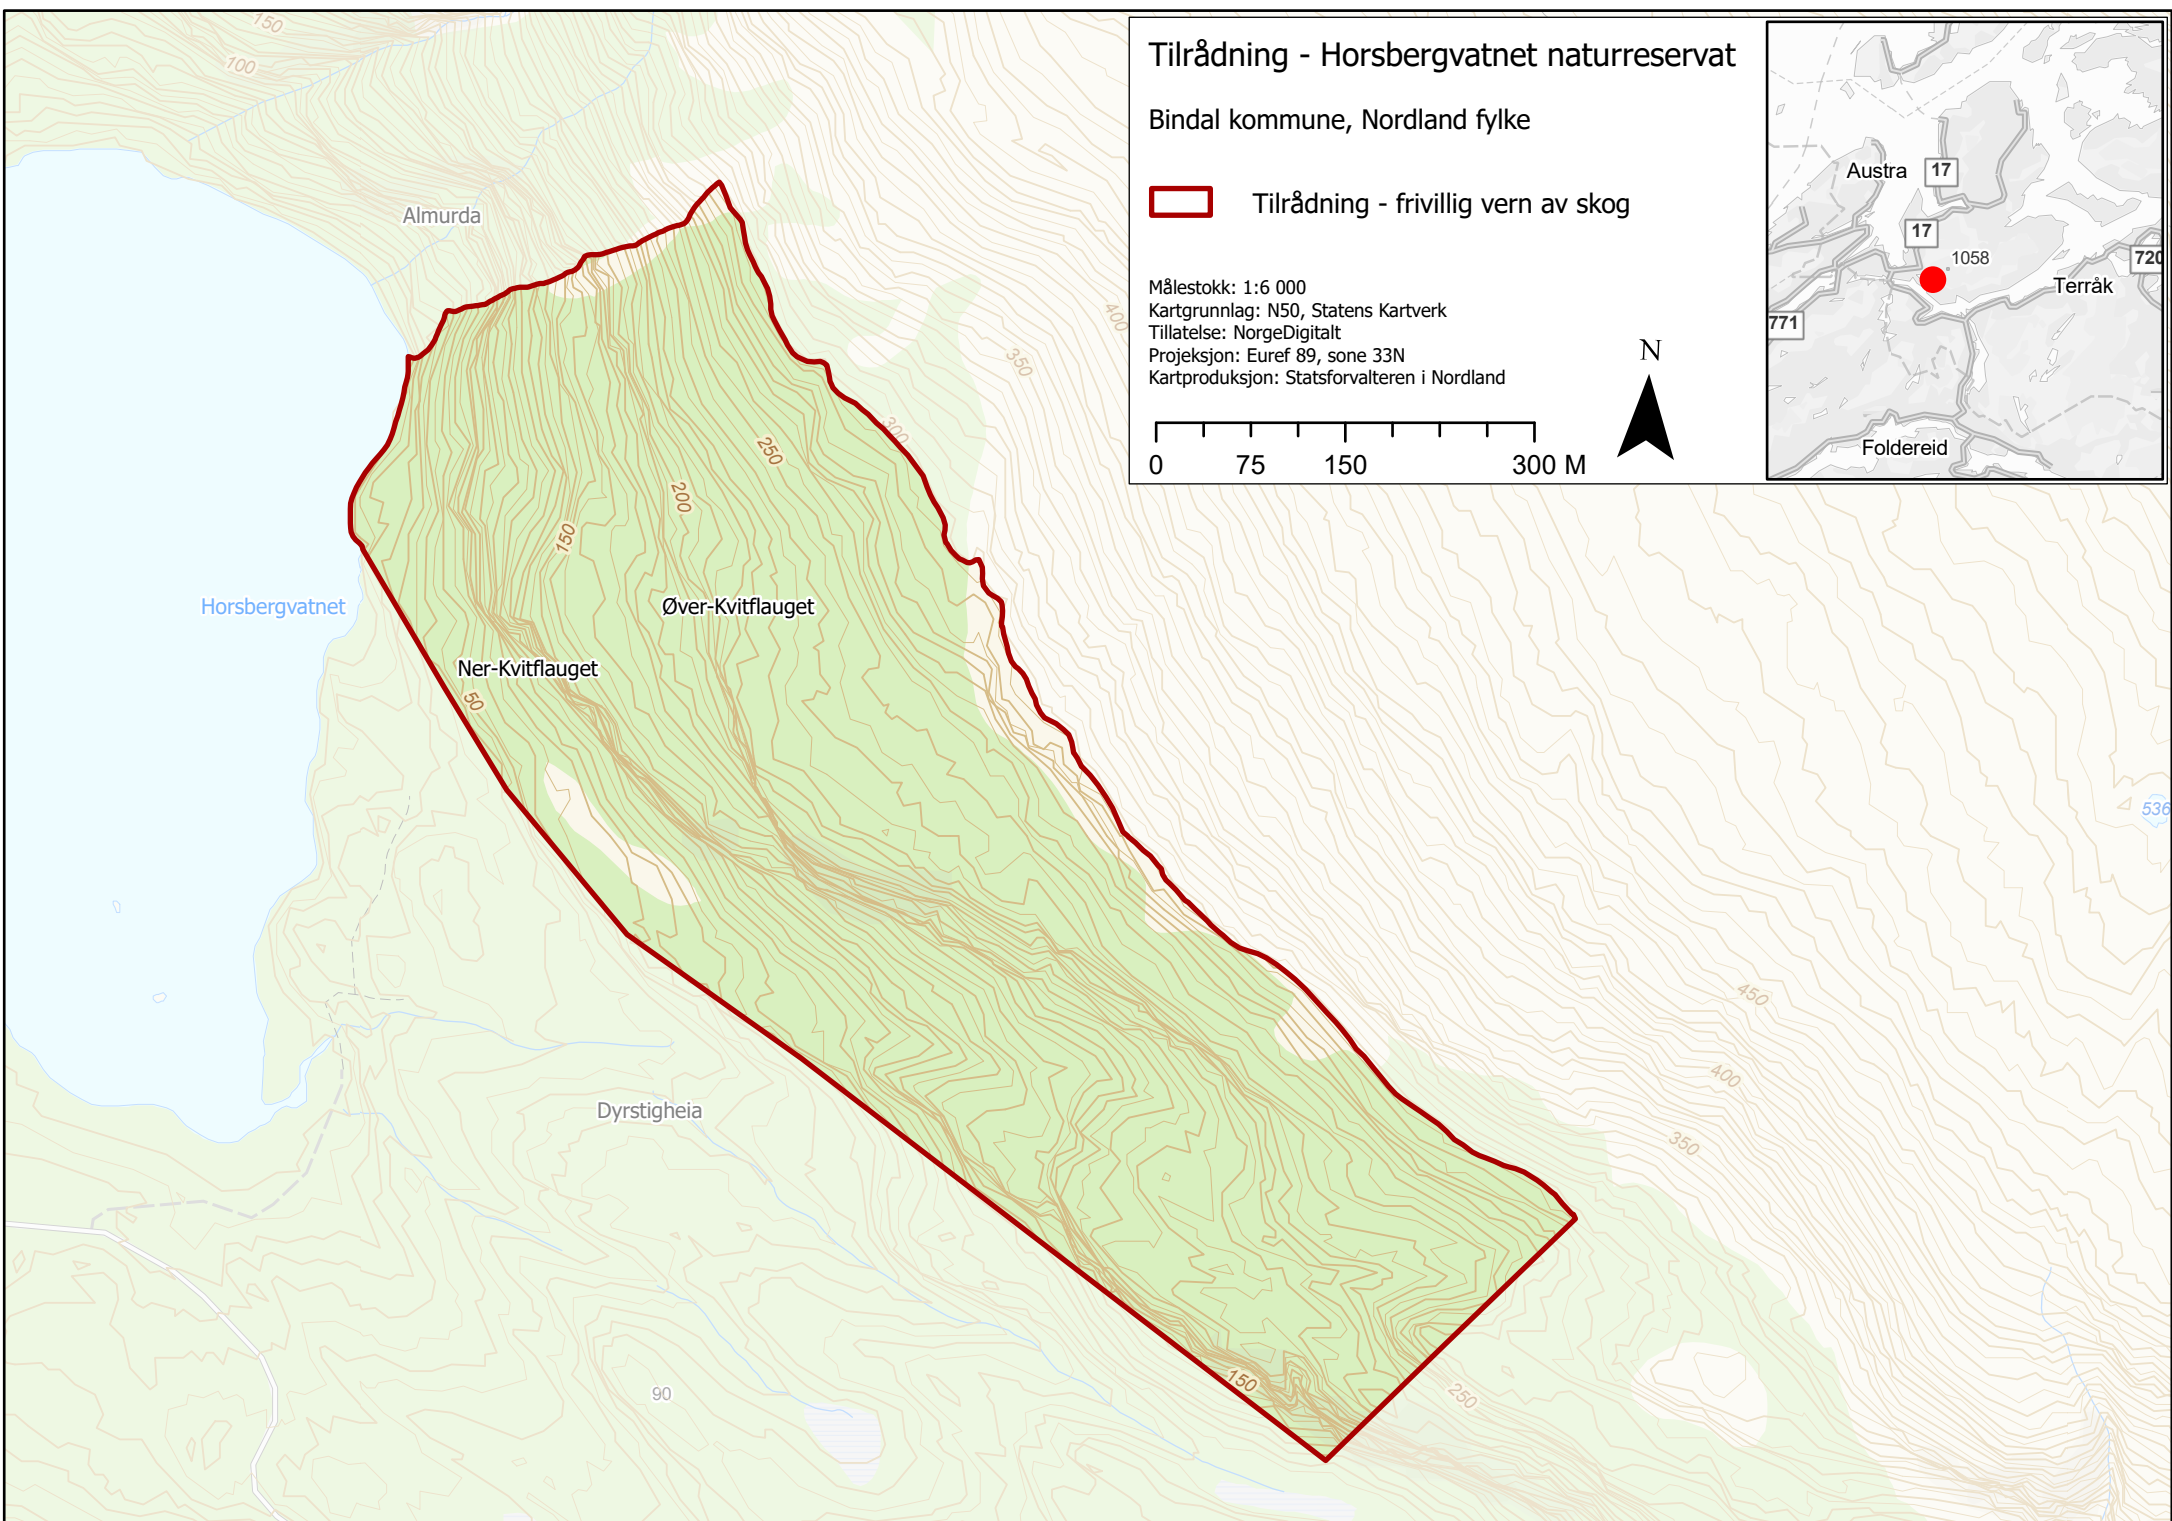 Tilrådning - Horsbergvatnet naturreservat
Bindal kommune, Nordland fylke
Tilrådning - frivillig vern av skog
Målestokk: 1:6 000
Kartgrunnlag: N50, Statens Kartverk
Tillatelse: NorgeDigitalt
Projeksjon: Euref 89, sone 33N
Kartproduksjon: Statsforvalteren i Nordland
N
0 75 150 300 M
Austra
17
17
1058
720
Terråk
771
Foldereid
150
100
Almurda
400
350
300
250
200
150
Horsbergvatnet
Øver-Kvitflauget
Ner-Kvitflauget
50
536
450
400
350
Dyrstigheia
150
250
90